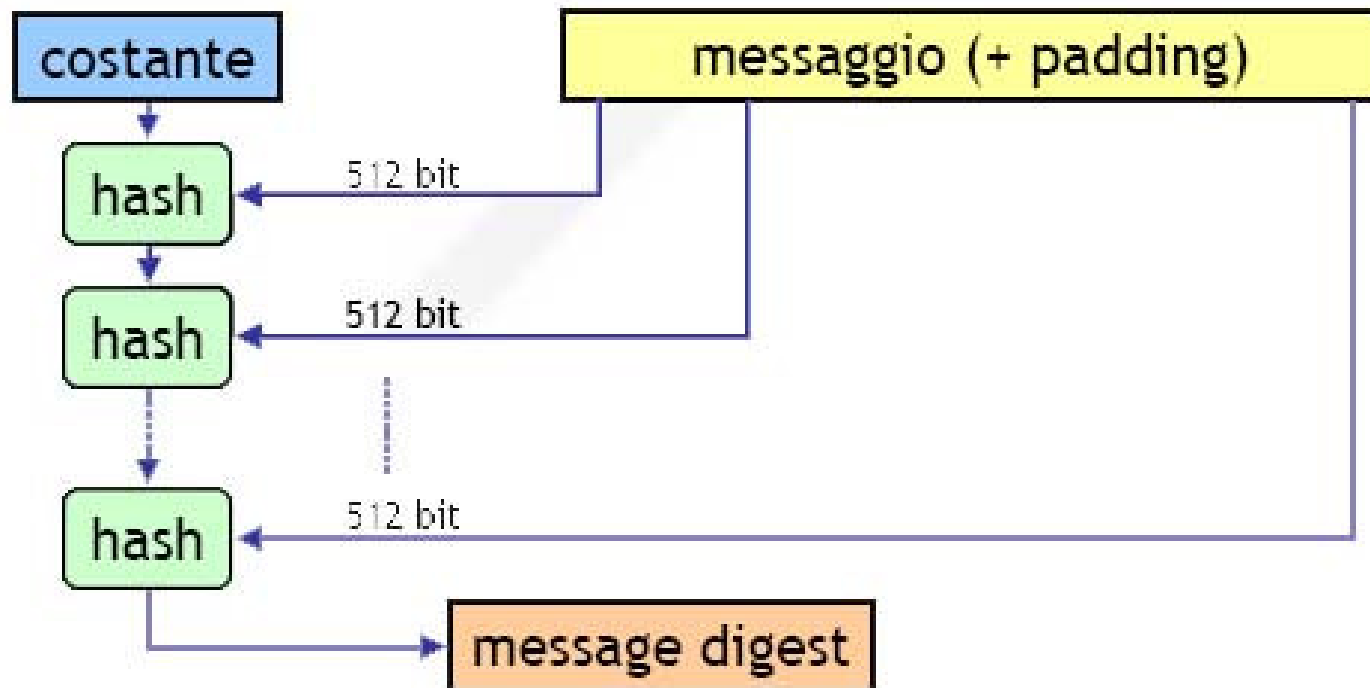 costante
messaggio (+ padding)
hash
512 bit
hash
512 bit
hash
512 bit
message digest